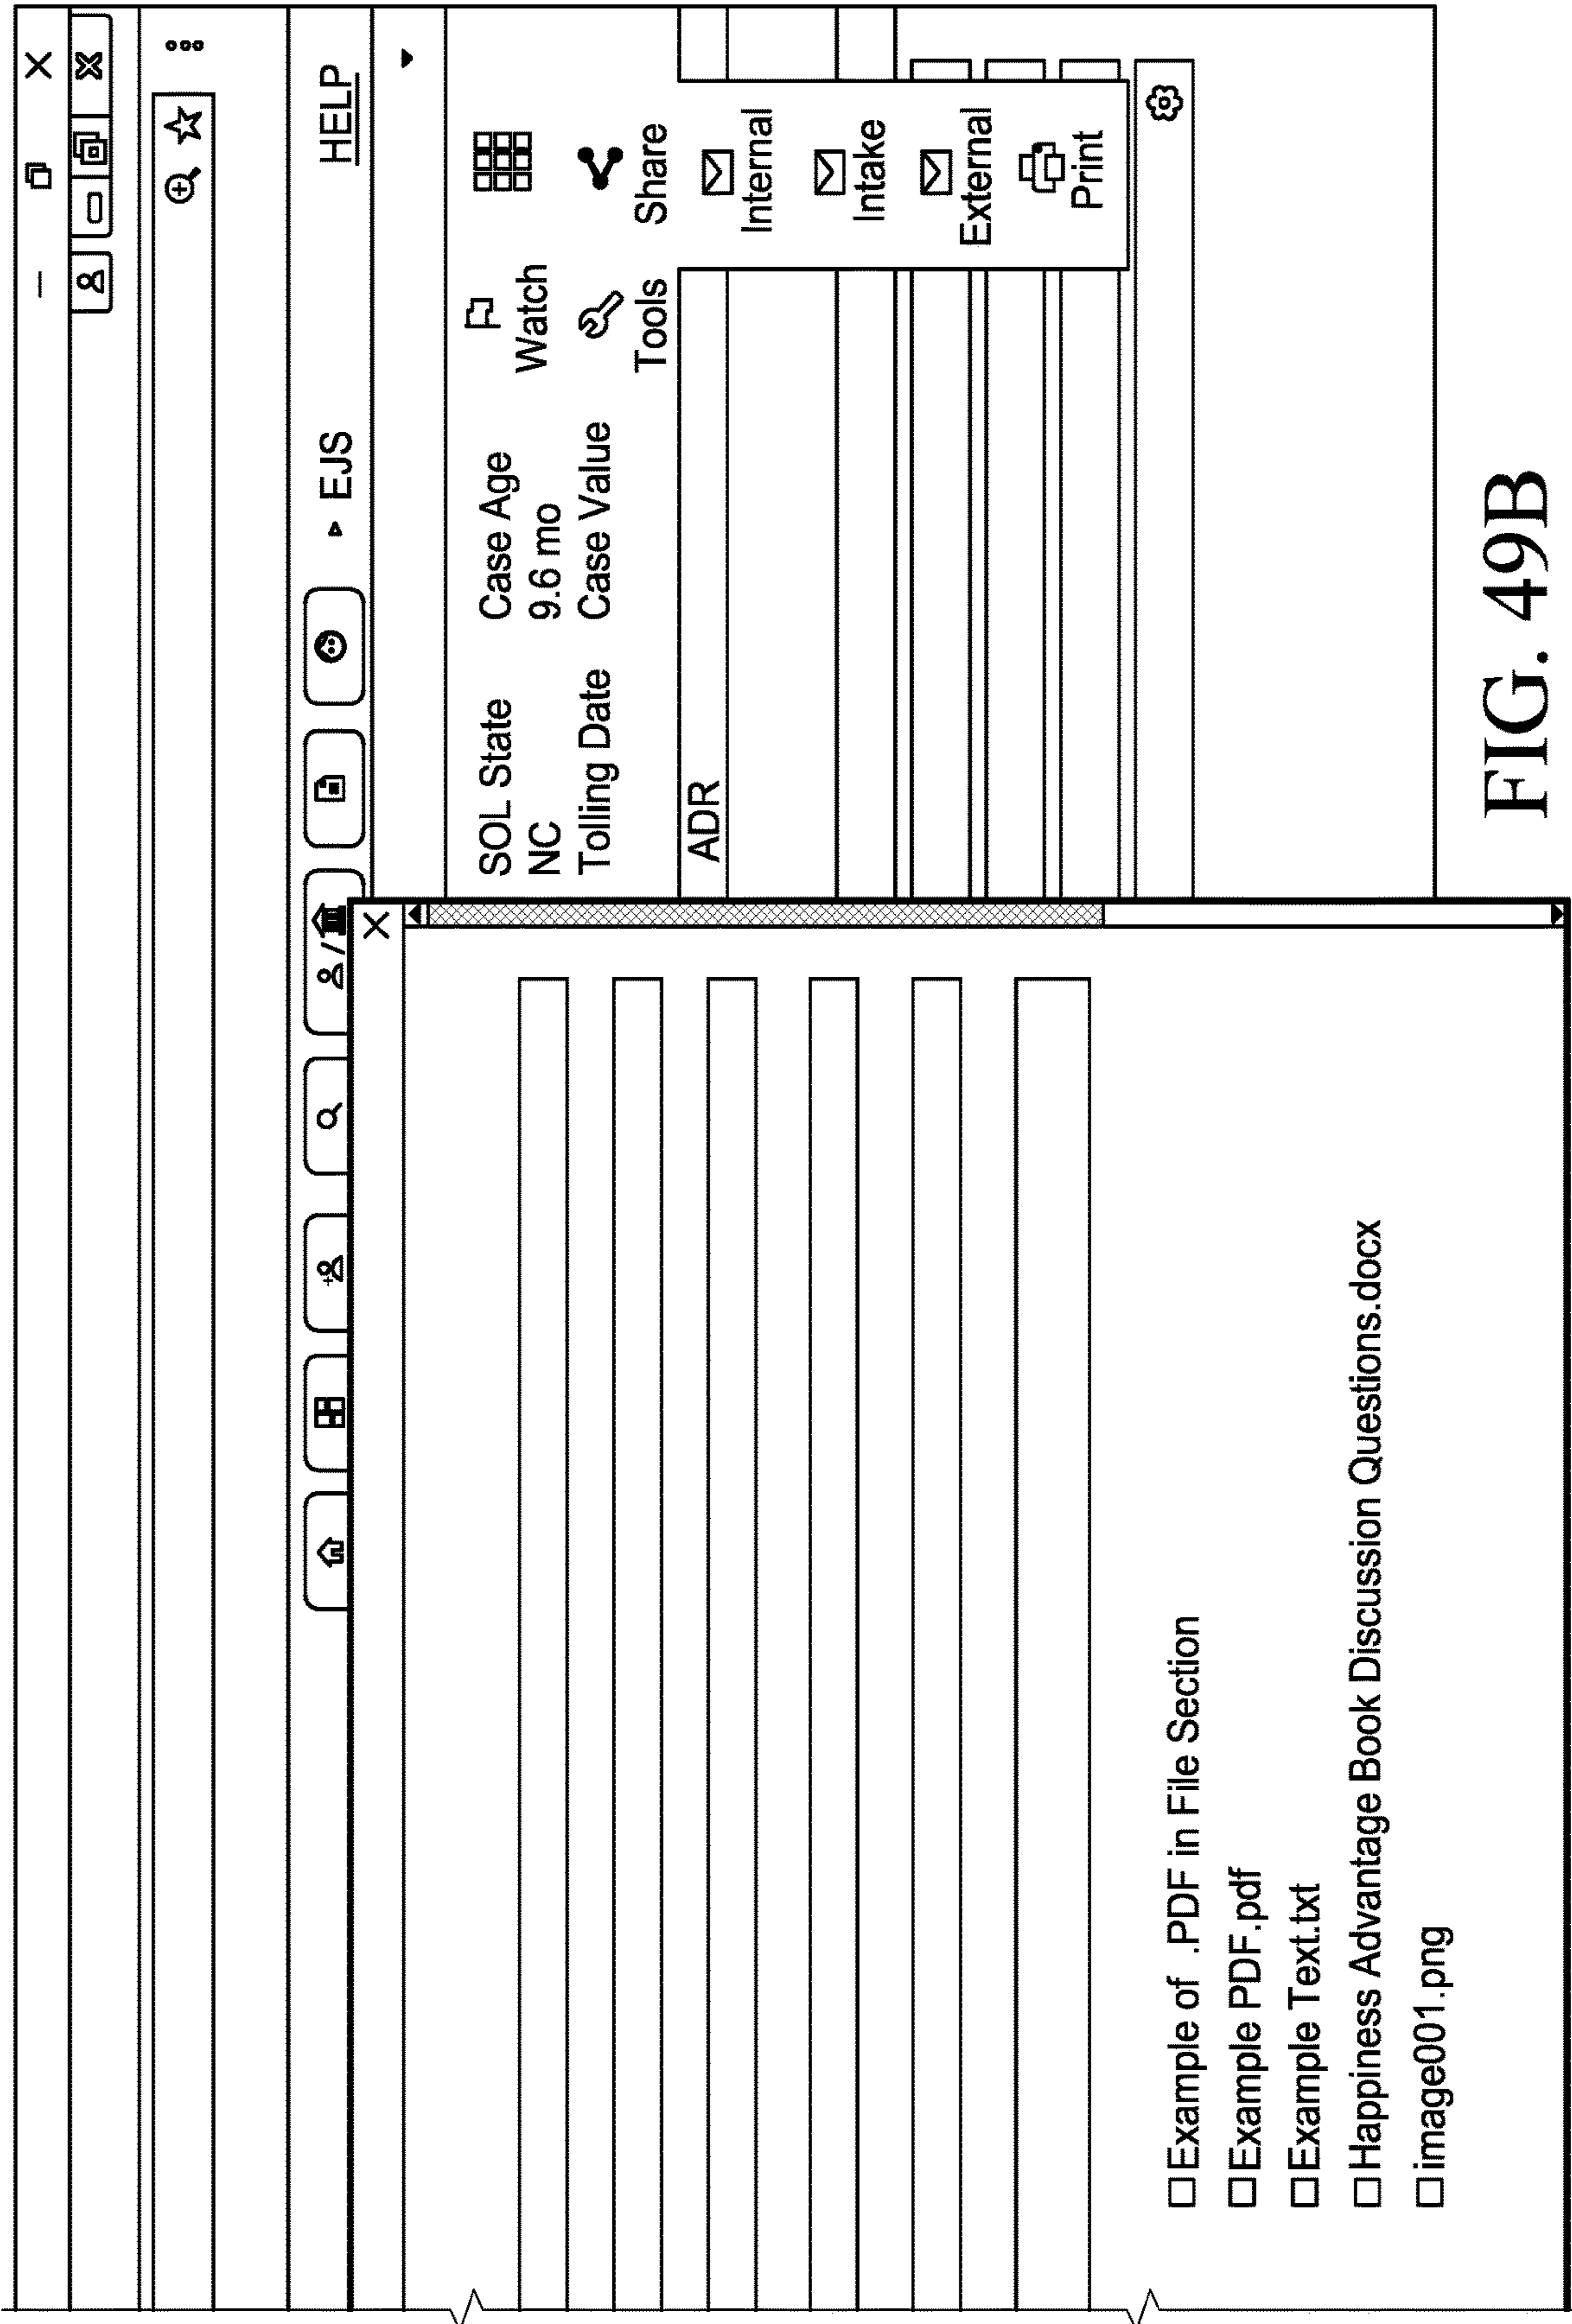 ▼ EJS
HELP
SOL State
NC
Tolling Date
Case Age
9.6 mo
Case Value
Watch
Tools
Share
Internal
Intake
External
Print
ADR
Example of .PDF in File Section
Example PDF.pdf
Example Text.txt
Happiness Advantage Book Discussion Questions.docx
image001.png
FIG. 49B